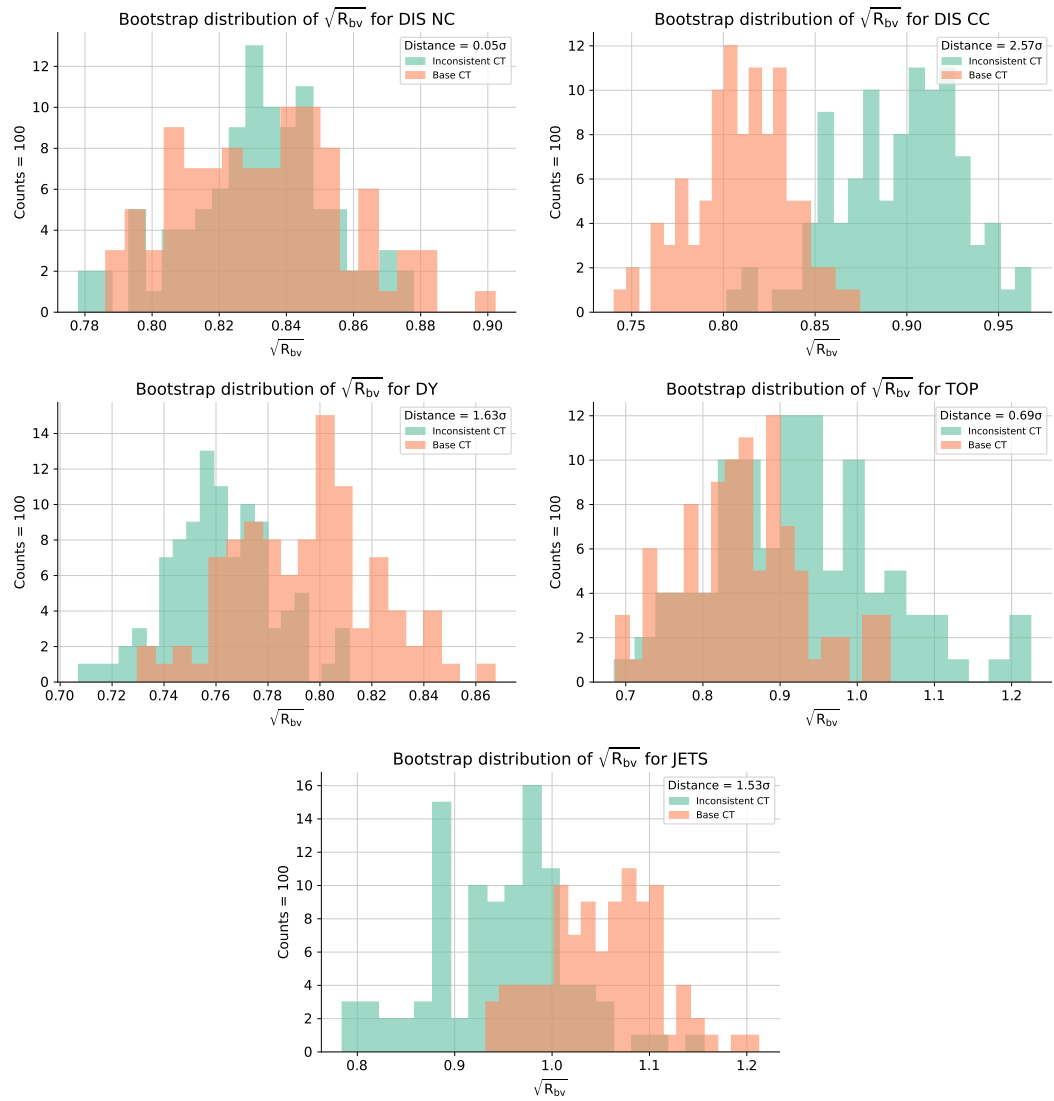 Bootstrap distribution of √R_bv for DIS NC
Distance = 0.05σ
Inconsistent CT
Base CT
Counts = 100
12
10
8
6
4
2
0
0.78 0.80 0.82 0.84 0.86 0.88 0.90
√R_bv
Bootstrap distribution of √R_bv for DIS CC
Distance = 2.57σ
Inconsistent CT
Base CT
Counts = 100
12
10
8
6
4
2
0
0.75 0.80 0.85 0.90 0.95
√R_bv
Bootstrap distribution of √R_bv for DY
Distance = 1.63σ
Inconsistent CT
Base CT
Counts = 100
14
12
10
8
6
4
2
0
0.70 0.72 0.74 0.76 0.78 0.80 0.82 0.84 0.86
√R_bv
Bootstrap distribution of √R_bv for TOP
Distance = 0.69σ
Inconsistent CT
Base CT
Counts = 100
12
10
8
6
4
2
0
0.7 0.8 0.9 1.0 1.1 1.2
√R_bv
Bootstrap distribution of √R_bv for JETS
Distance = 1.53σ
Inconsistent CT
Base CT
Counts = 100
16
14
12
10
8
6
4
2
0
0.8 0.9 1.0 1.1 1.2
√R_bv